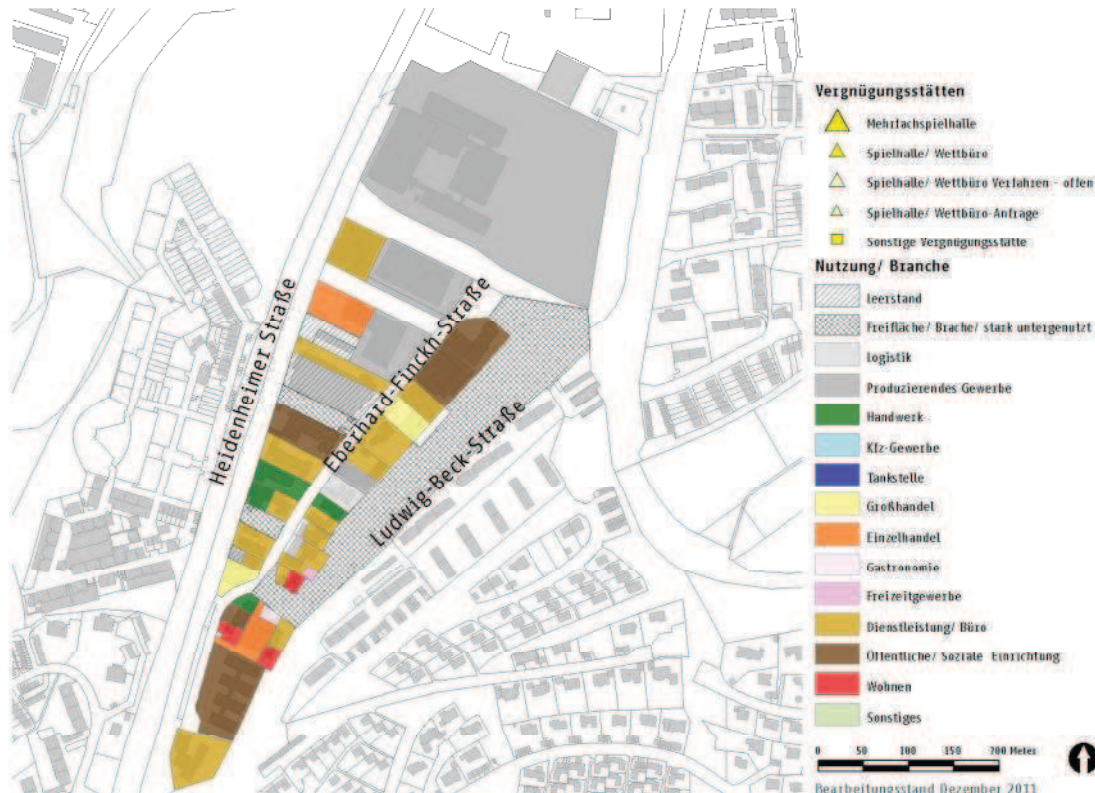 Heidenheimer Straße
Eberhard-Finckh-Straße
Ludwig-Beck-Straße
Vergnügungsstätten
Mehrfachspielhalle
Spielhalle/ Wettbüro
Spielhalle/ Wettbüro Verfahren - offen
Spielhalle/ Wettbüro-Anfrage
Sonstige Vergnügungsstätte
Nutzung/ Branche
Leerstand
Freifläche/ Brache/ stark untergenutzt
Logistik
Produzierendes Gewerbe
Handwerk
Kfz-Gewerbe
Tankstelle
Großhandel
Einzelhandel
Gastronomie
Freizeitgewerbe
Dienstleistung/ Büro
Öffentliche/ Soziale Einrichtung
Wohnen
Sonstiges
0 50 100 150 200 Meter
Bearbeitungsstand Dezember 2011